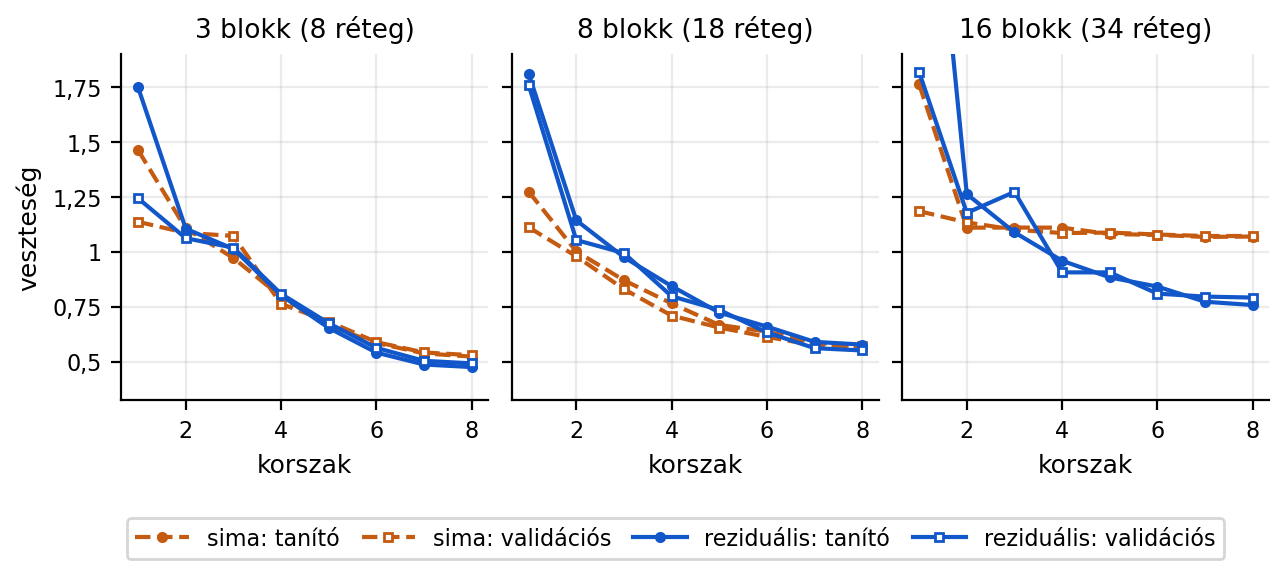 3 blokk (8 réteg)
8 blokk (18 réteg)
16 blokk (34 réteg)
veszteség
1,75
1,5
1,25
1
0,75
0,5
2 4 6 8
2 4 6 8
2 4 6 8
korszak
korszak
korszak
sima: tanító
sima: validációs
reziduális: tanító
reziduális: validációs